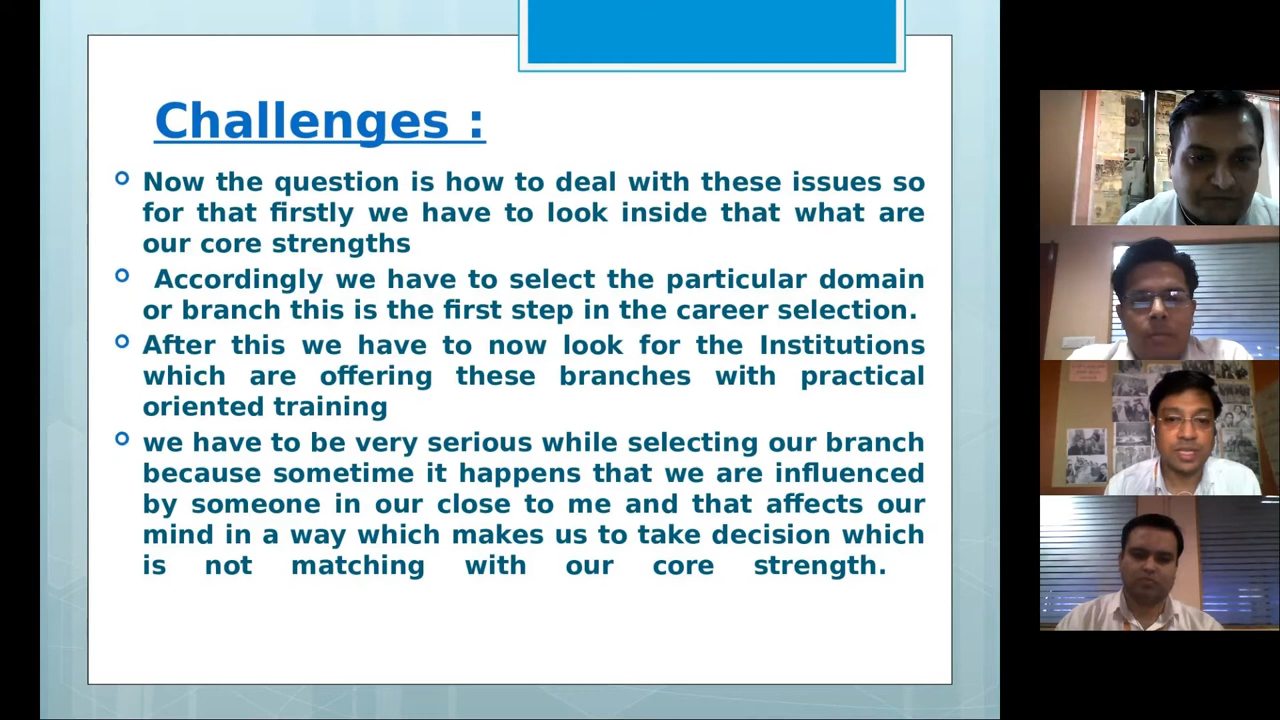 Challenges :
Now the question is how to deal with these issues so
for that firstly we have to look inside that what are
our core strengths
Accordingly we have to select the particular domain
or branch this is the first step in the career selection.
After this we have to now look for the Institutions
which are offering these branches with practical
oriented training
we have to be very serious while selecting our branch
because sometime it happens that we are influenced
by someone in our close to me and that affects our
mind in a way which makes us to take decision which
is not matching with our core strength.